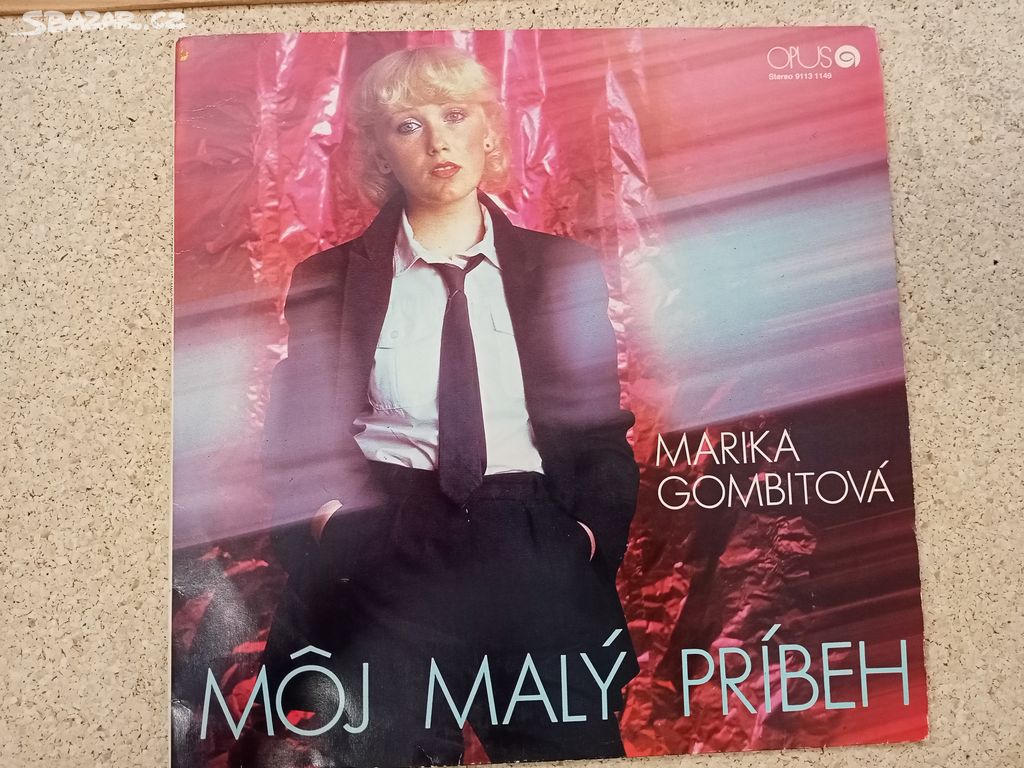 SBAZAR.CZ
OPUS
Stereo 9113 1149
MARIKA
GOMBITOVÁ
MÔJ MALÝ PRÍBEH